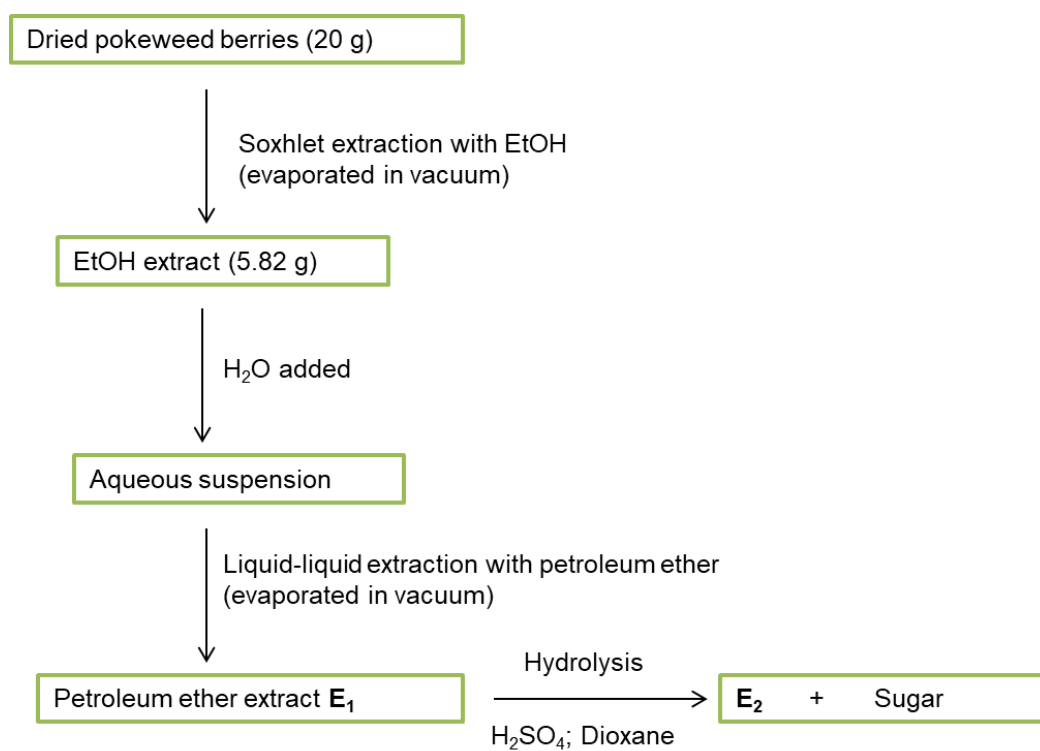 Dried pokeweed berries (20 g)
Soxhlet extraction with EtOH
(evaporated in vacuum)
EtOH extract (5.82 g)
H₂O added
Aqueous suspension
Liquid-liquid extraction with petroleum ether
(evaporated in vacuum)
Petroleum ether extract E₁
Hydrolysis
H₂SO₄; Dioxane
E₂ + Sugar